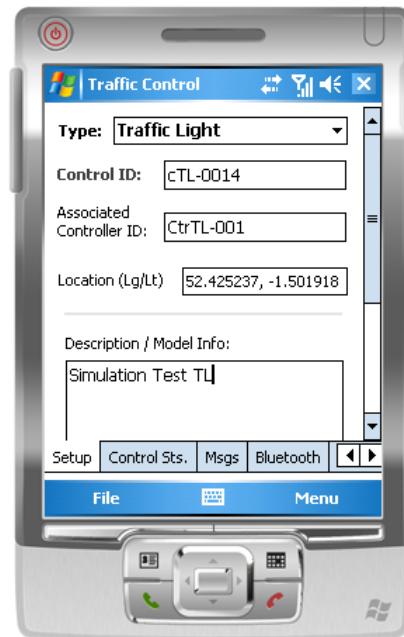 Traffic Control
Type: Traffic Light
Control ID: cTL-0014
Associated
Controller ID: CtrTL-001
Location (Lg/Lt) 52.425237, -1.501918
Description / Model Info:
Simulation Test TL
Setup Control Sts. Msgs Bluetooth
File Menu